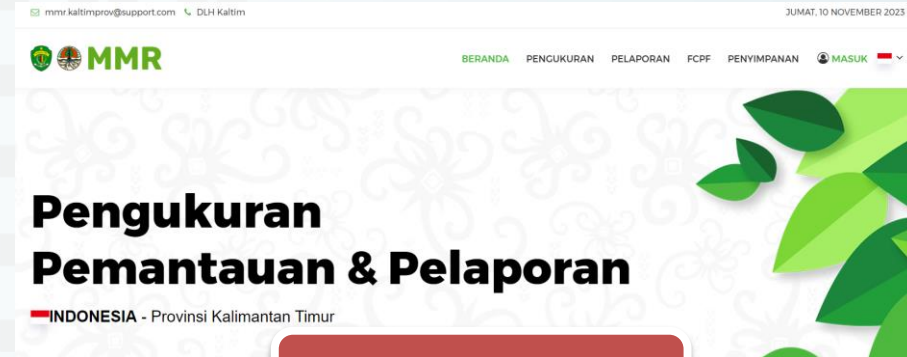 mmr.kaltimprov@support.com DLH Kaltim JUMAT, 10 NOVEMBER 2023
MMR BERANDA PENGUKURAN PELAPORAN FCPF PENYIMPANAN MASUK
Pengukuran
Pemantauan & Pelaporan
INDONESIA - Provinsi Kalimantan Timur